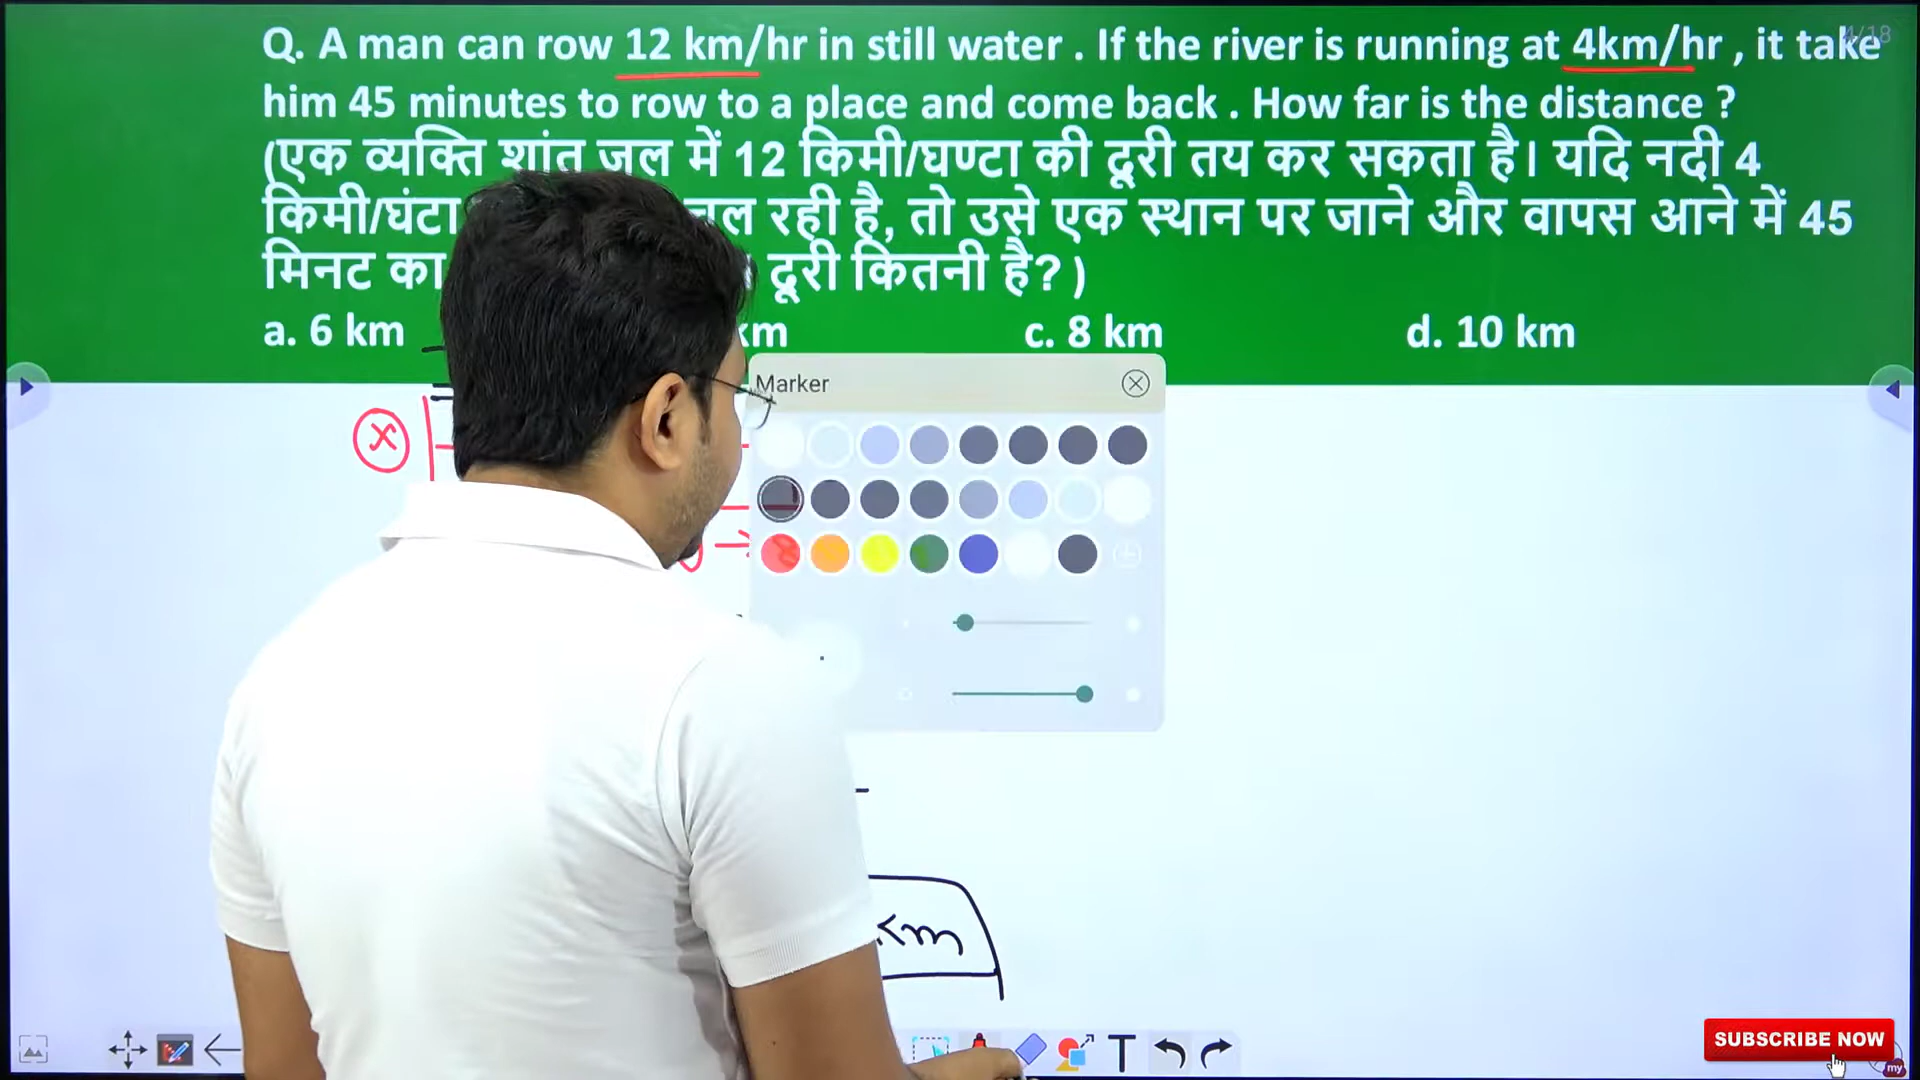 Q. A man can row 12 km/hr in still water . If the river is running at 4km/hr , it take
him 45 minutes to row to a place and come back . How far is the distance ?
(एक व्यक्ति शांत जल में 12 किमी/घण्टा की दूरी तय कर सकता है। यदि नदी 4
किमी/घंटा चल रही है, तो उसे एक स्थान पर जाने और वापस आने में 45
मिनट का दूरी कितनी है? )
a. 6 km km c. 8 km d. 10 km
Marker
x
km
T
SUBSCRIBE NOW
my